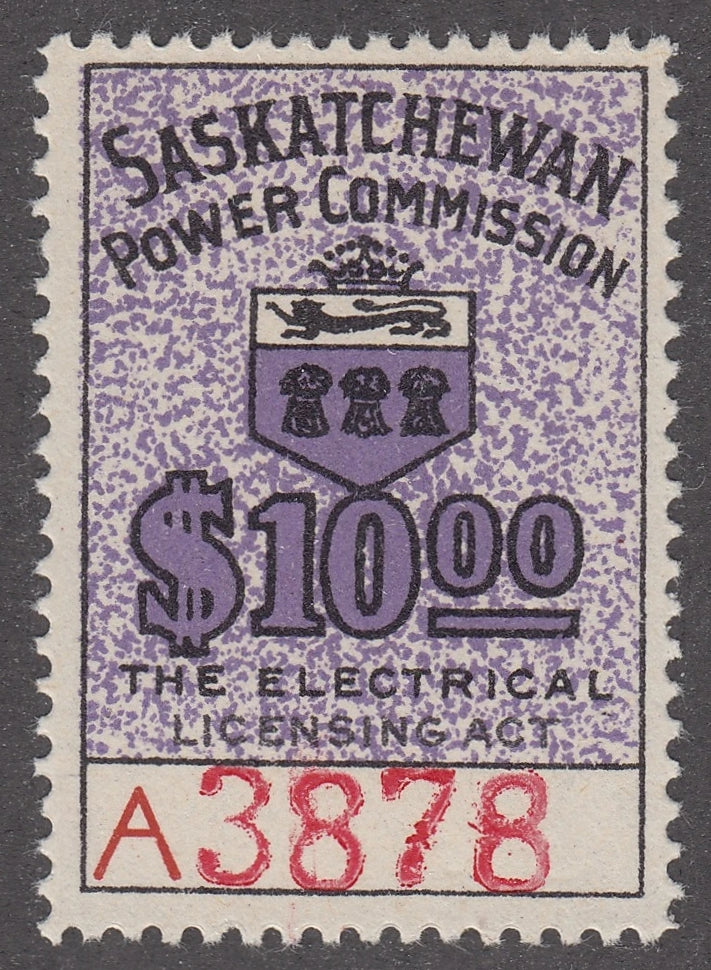 SASKATCHEWAN
POWER COMMISSION
$10.00
THE ELECTRICAL
LICENSING ACT
A3878